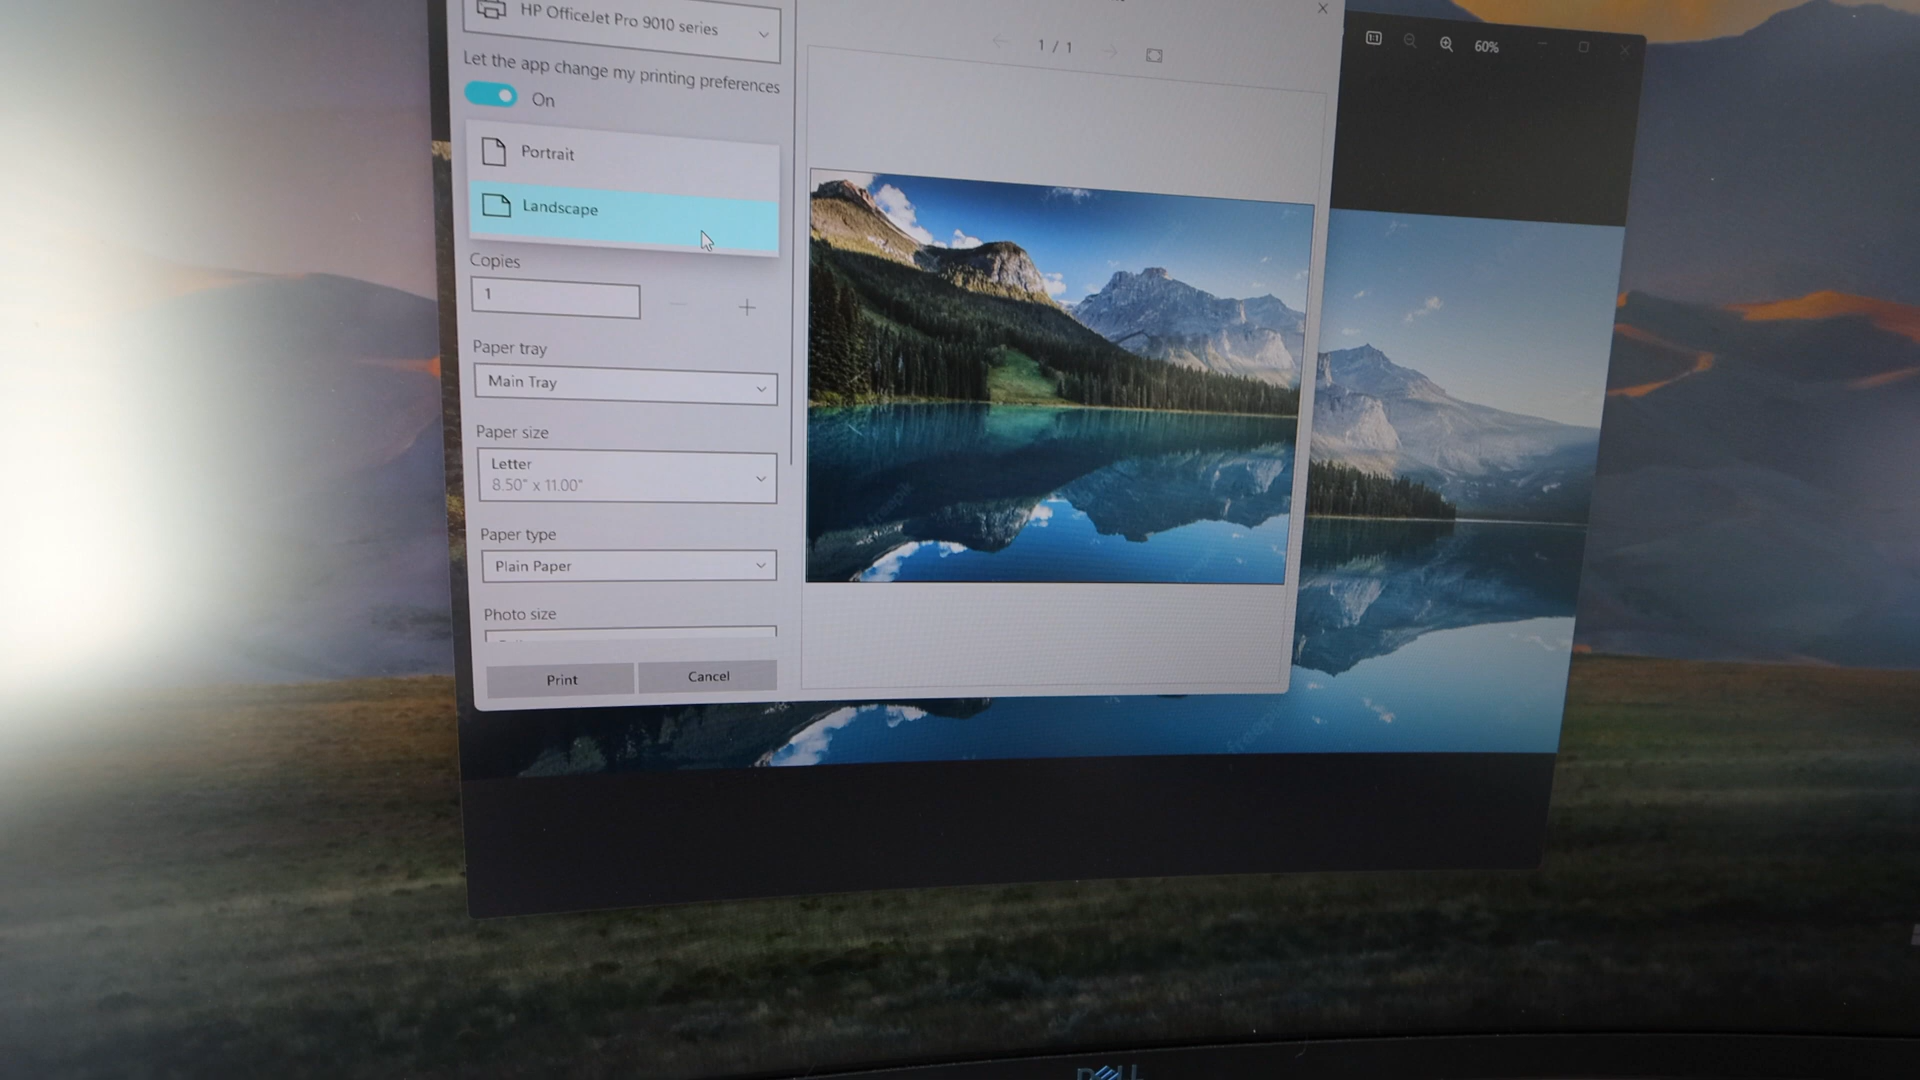 HP OfficeJet Pro 9010 series
1 / 1
60%
Let the app change my printing preferences
On
Portrait
Landscape
Copies
1
Paper tray
Main Tray
Paper size
Letter
8.50" x 11.00"
Paper type
Plain Paper
Photo size
Print
Cancel
freepik
DELL